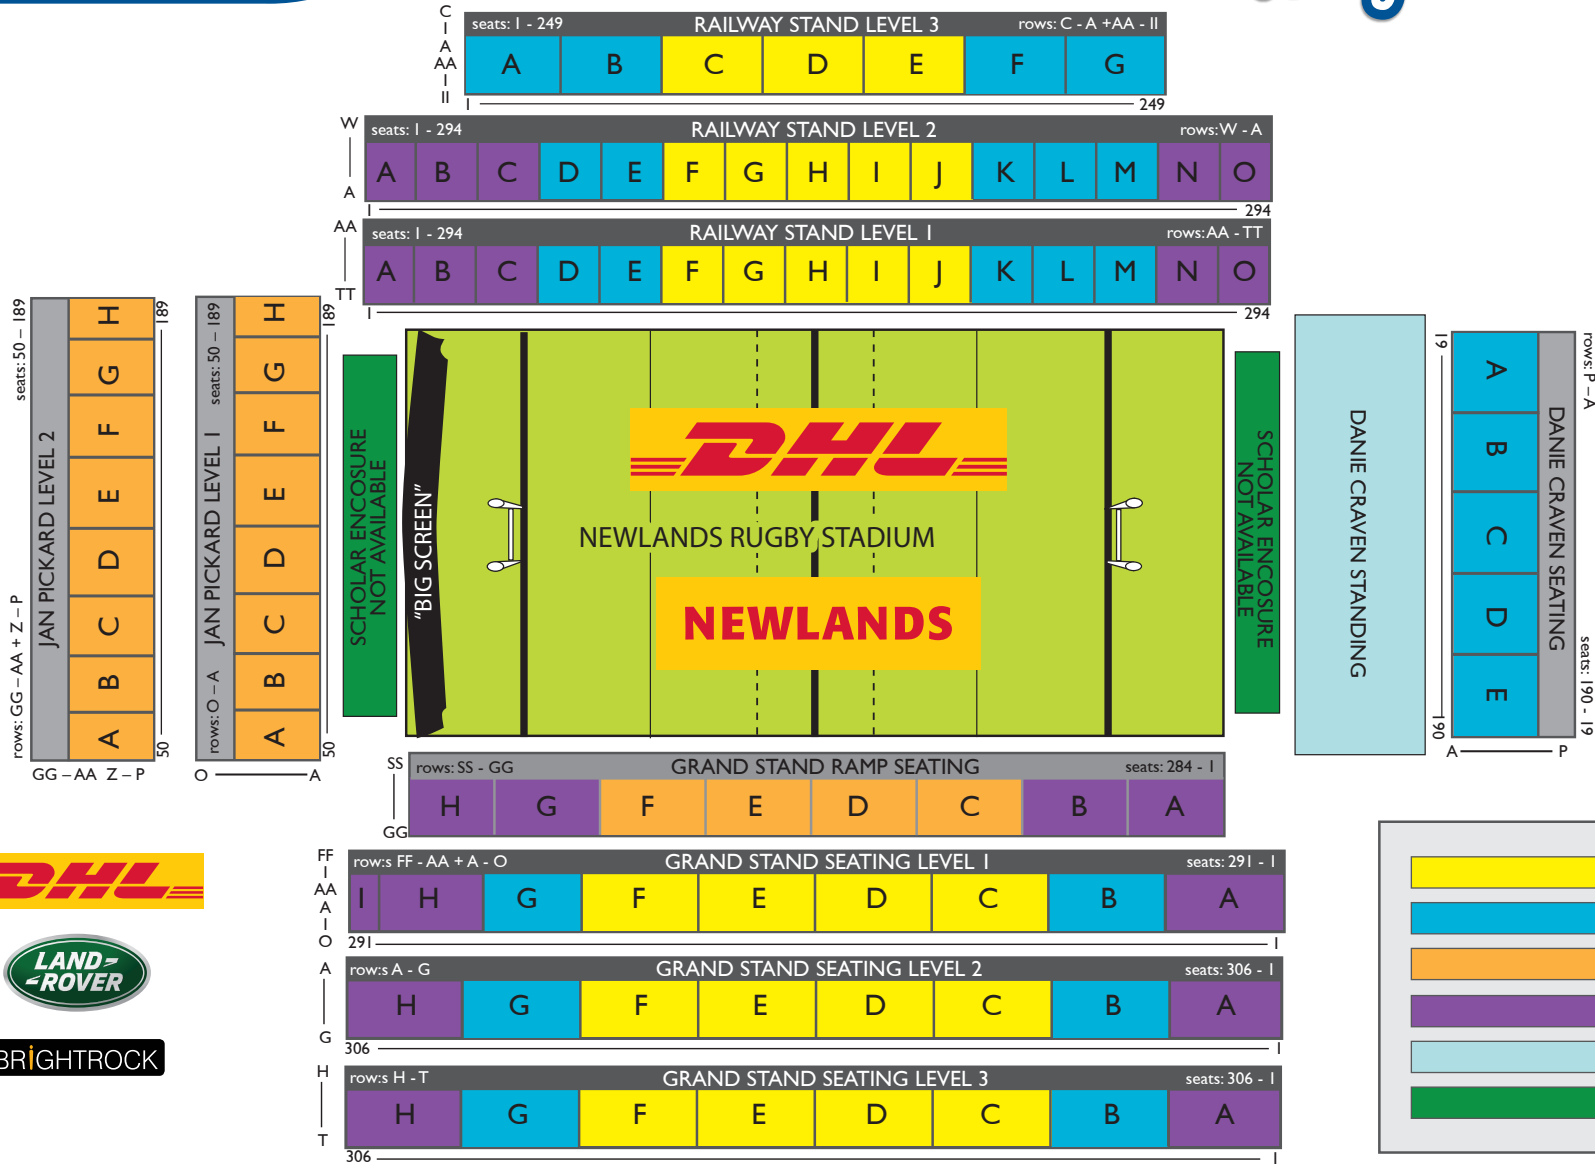 C
I
A
AA
I
II
seats: 1 - 249 RAILWAY STAND LEVEL 3 rows: C - A +AA - II
A B C D E F G
1 249
W
A
seats: 1 - 294 RAILWAY STAND LEVEL 2 rows: W - A
A B C D E F G H I J K L M N O
1 294
AA
TT
seats: 1 - 294 RAILWAY STAND LEVEL 1 rows: AA - TT
A B C D E F G H I J K L M N O
1 294
seats: 50 – 189
JAN PICKARD LEVEL 2
rows: GG – AA + Z – P
H G F E D C B A
189
50
GG – AA Z – P
seats: 50 – 189
JAN PICKARD LEVEL 1
rows: O – A
H G F E D C B A
189
50
O A
SCHOLAR ENCOSURE
NOT AVAILABLE
"BIG SCREEN"
DHL
NEWLANDS RUGBY STADIUM
NEWLANDS
SCHOLAR ENCOSURE
NOT AVAILABLE
DANIE CRAVEN STANDING
19
190
A B C D E
DANIE CRAVEN SEATING
rows: P – A
seats: 190 - 19
A P
SS
GG
rows: SS - GG GRAND STAND RAMP SEATING seats: 284 - 1
H G F E D C B A
FF
I
AA
A
I
O
row:s FF - AA + A - O GRAND STAND SEATING LEVEL 1 seats: 291 - 1
I H G F E D C B A
291 1
A
G
row:s A - G GRAND STAND SEATING LEVEL 2 seats: 306 - 1
H G F E D C B A
306 1
H
T
row:s H - T GRAND STAND SEATING LEVEL 3 seats: 306 - 1
H G F E D C B A
306 1
DHL
LAND-
ROVER
BRiGHTROCK